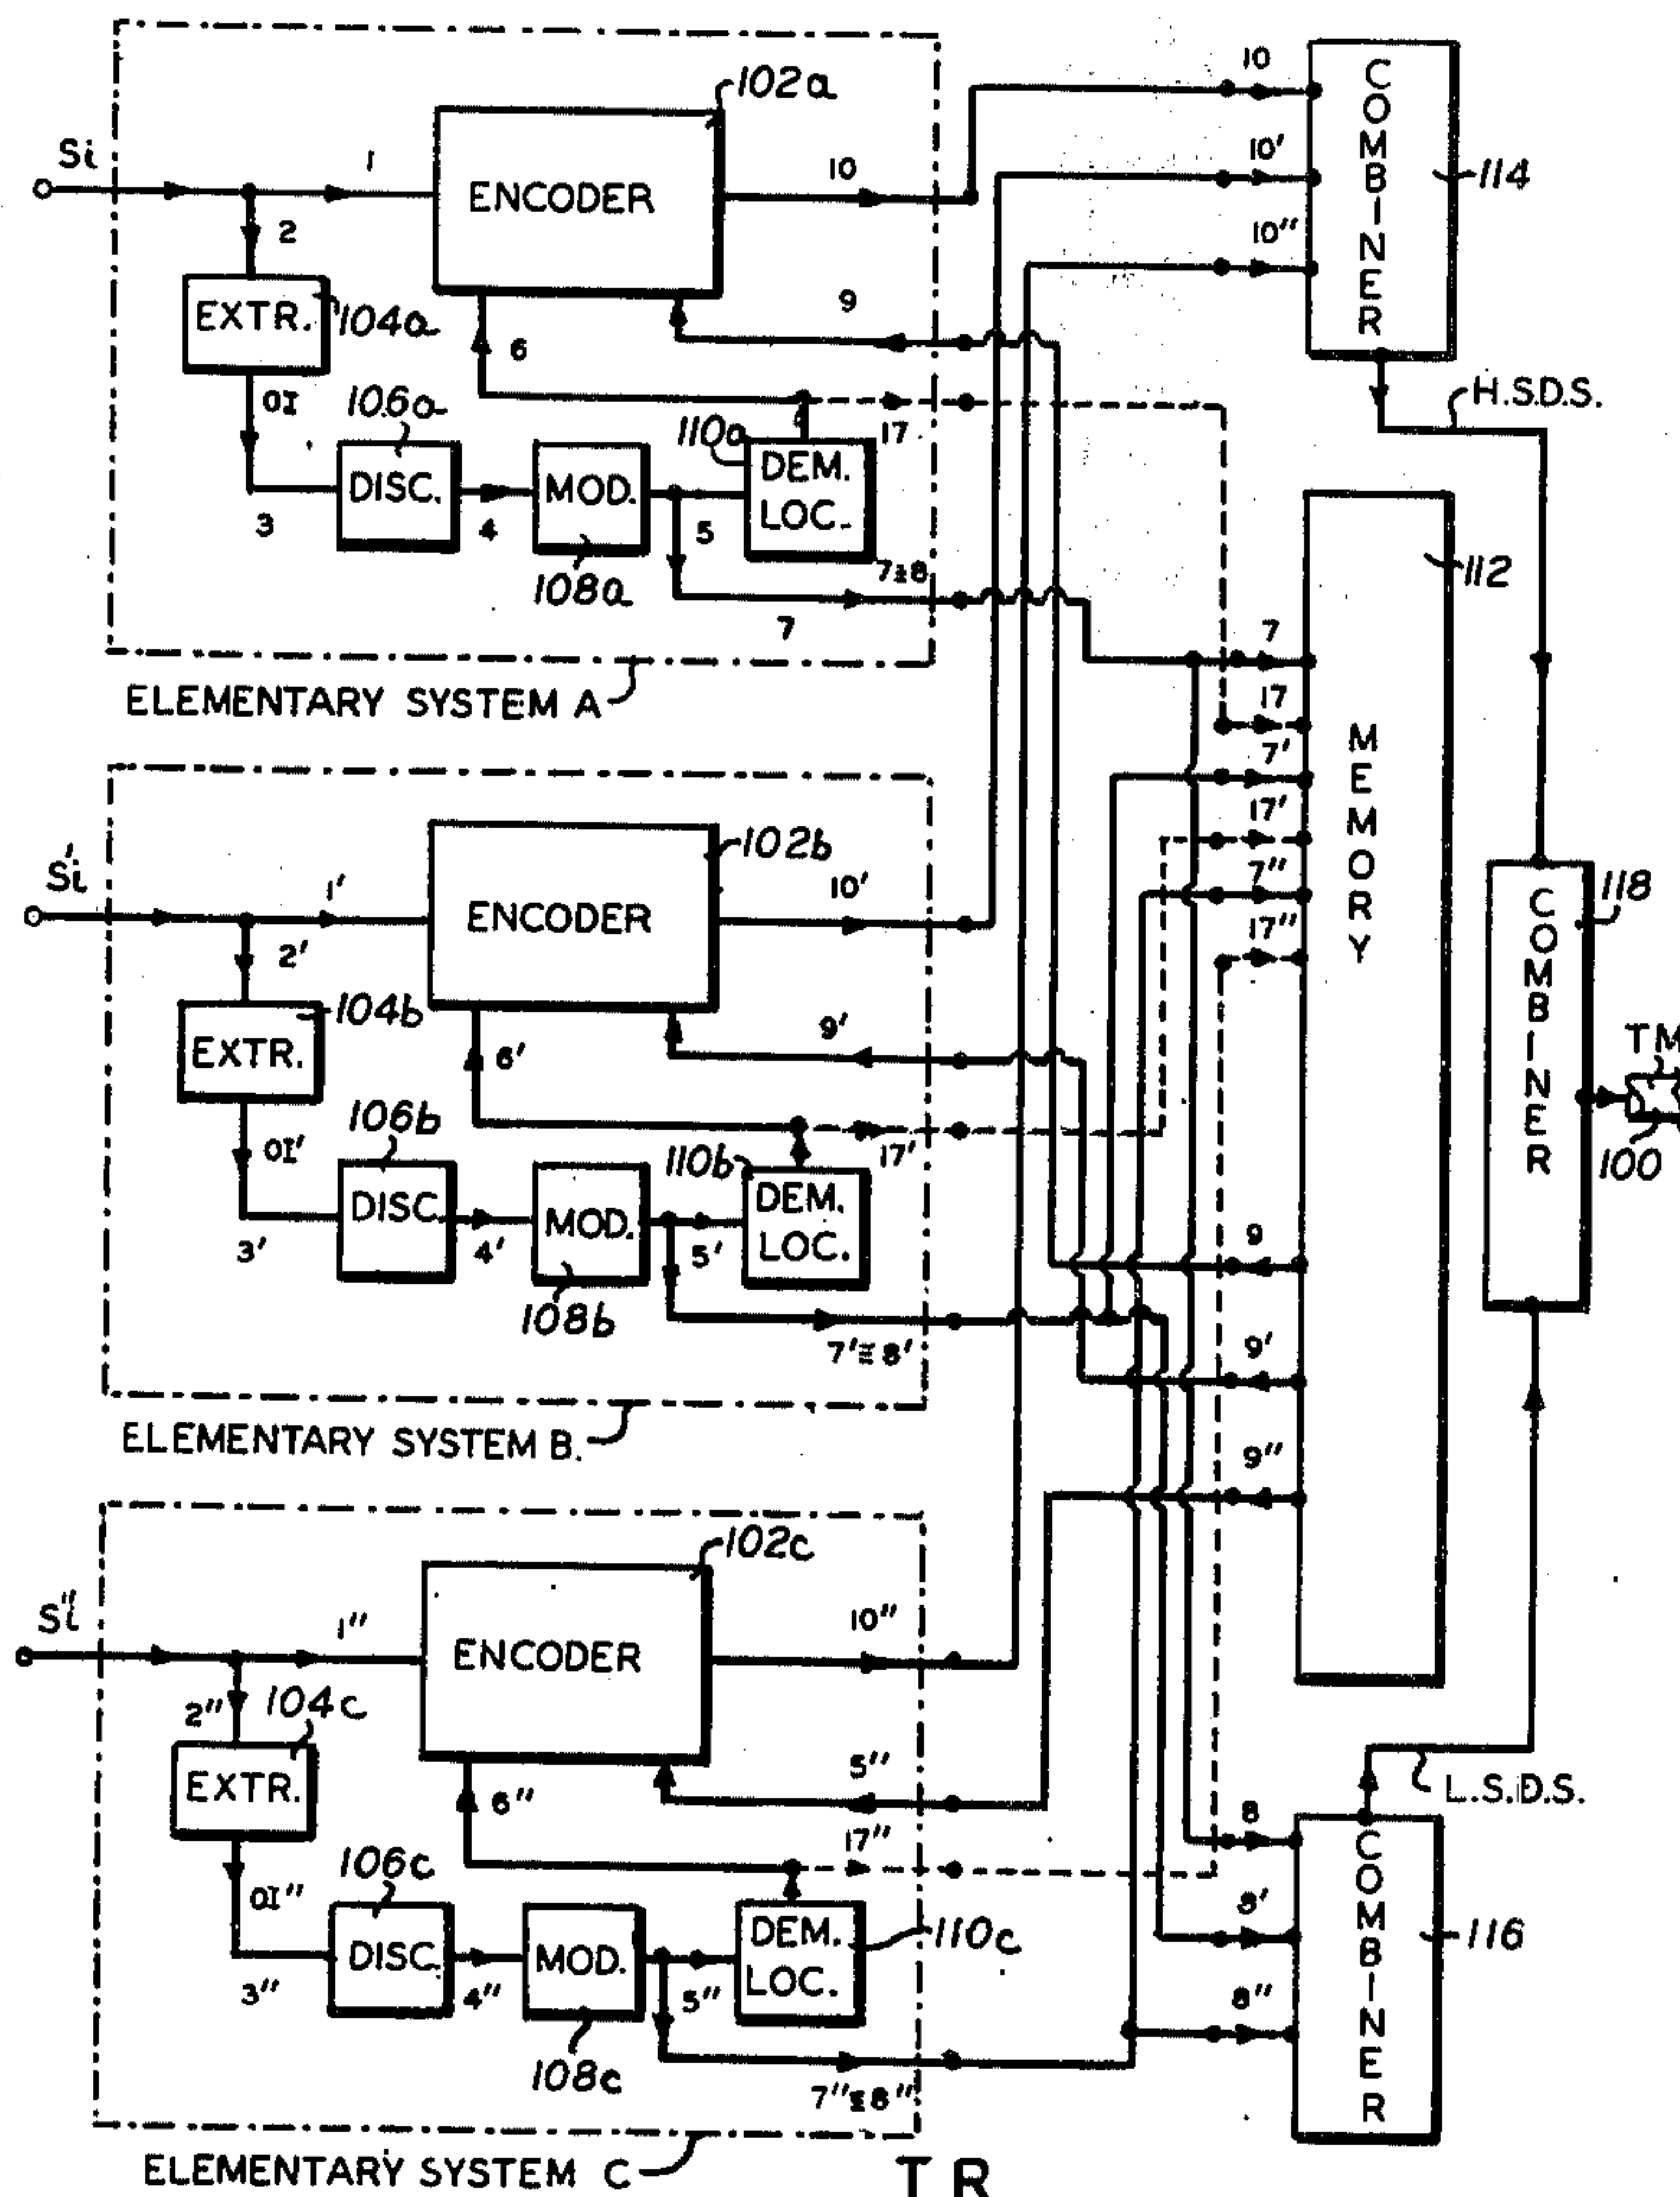 102a
10
Si
1
10
COMBINER
114
ENCODER
10'
2
10"
EXTR.
104a
9
6
OI
106a
H.S.D.S.
110a
17
DISC.
MOD.
DEM.
LOC.
3
4
5
7≡8
112
108a
7
7
ELEMENTARY SYSTEM A
17
MEMORY
7'
17'
102b
S'i
1'
10'
7"
118
ENCODER
17"
COMBINER
2'
104b
9'
EXTR.
6'
TM
106b
OI'
110b
17'
100
DISC.
MOD.
DEM.
LOC.
3'
4'
5'
9
108b
7'≡8'
9'
ELEMENTARY SYSTEM B.
9"
102c
S"i
1"
10"
ENCODER
2"
104c
EXTR.
5"
6"
L.S.D.S.
17"
8
106c
OI"
COMBINER
8'
DISC.
MOD.
DEM.
LOC.
110c
116
3"
4"
5"
8"
108c
7"≡8"
ELEMENTARY SYSTEM C
TR